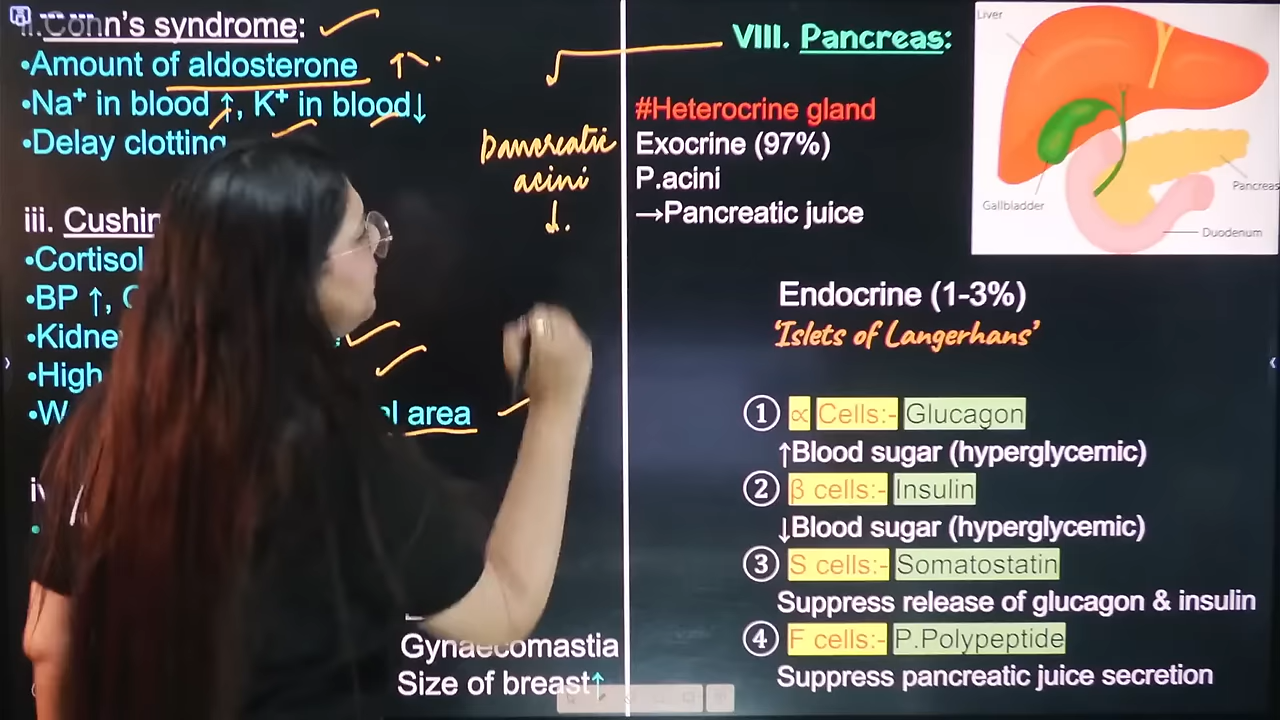 ii.Conn's syndrome:
•Amount of aldosterone
•Na⁺ in blood ↑, K⁺ in blood↓
•Delay clotting
iii. Cushin
•Cortisol
•BP ↑,
•Kidne
•High
•W
al area
Gynaecomastia
Size of breast↑
pancreatic
acini
↓
VIII. Pancreas:
#Heterocrine gland
Exocrine (97%)
P.acini
→Pancreatic juice
Liver
Gallbladder
Pancreas
Duodenum
Endocrine (1-3%)
'Islets of Langerhans'
① ∝ Cells:- Glucagon
↑Blood sugar (hyperglycemic)
② β cells:- Insulin
↓Blood sugar (hyperglycemic)
③ S cells:- Somatostatin
Suppress release of glucagon & insulin
④ F cells:- P.Polypeptide
Suppress pancreatic juice secretion